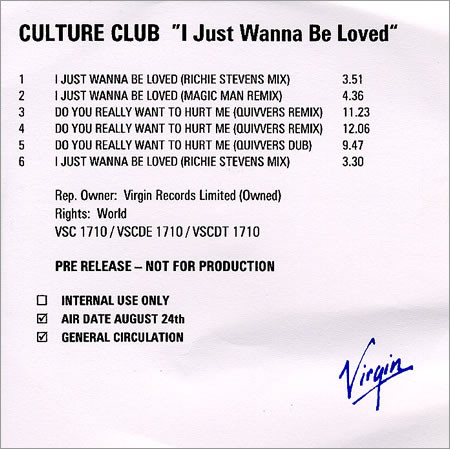 CULTURE CLUB "I Just Wanna Be Loved“
1 I JUST WANNA BE LOVED (RICHIE STEVENS MIX) 3.51
2 I JUST WANNA BE LOVED (MAGIC MAN REMIX) 4.36
3 DO YOU REALLY WANT TO HURT ME (QUIVVERS REMIX) 11.23
4 DO YOU REALLY WANT TO HURT ME (QUIVVERS REMIX) 12.06
5 DO YOU REALLY WANT TO HURT ME (QUIVVERS DUB) 9.47
6 I JUST WANNA BE LOVED (RICHIE STEVENS MIX) 3.30
Rep. Owner: Virgin Records Limited (Owned)
Rights: World
VSC 1710 / VSCDE 1710 / VSCDT 1710
PRE RELEASE – NOT FOR PRODUCTION
☐ INTERNAL USE ONLY
☑ AIR DATE AUGUST 24th
☑ GENERAL CIRCULATION
Virgin